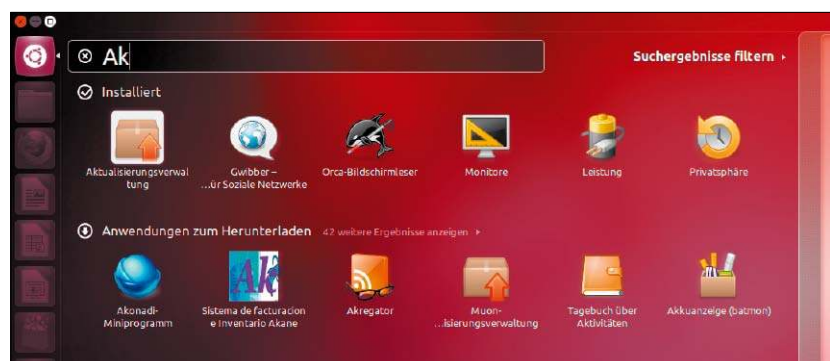 Ak
Suchergebnisse filtern
Installiert
Aktualisierungsverwal
tung
Gwibber –
...ür Soziale Netzwerke
Orca-Bildschirmleser
Monitore
Leistung
Privatsphäre
Anwendungen zum Herunterladen 42 weitere Ergebnisse anzeigen
Akonadi-
Miniprogramm
Ak
Sistema de facturacion
e Inventario Akane
Akregator
Muon-
...isierungsverwaltung
Tagebuch über
Aktivitäten
Akkuanzeige (batmon)